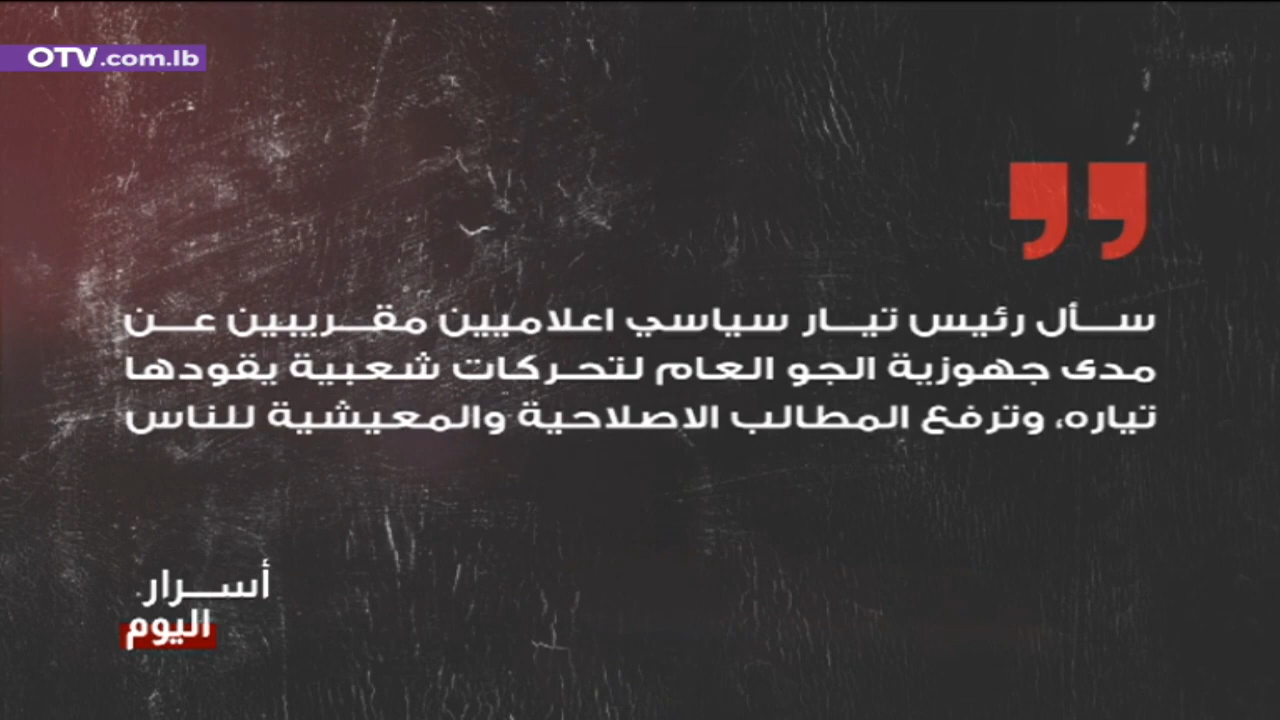 OTV.com.lb
سأل رئيس تيار سياسي اعلاميين مقريبين عن
مدى جهوزية الجو العام لتحركات شعبية يقودها
تياره، وترفع المطالب الاصلاحية والمعيشية للناس
أسرار
اليوم